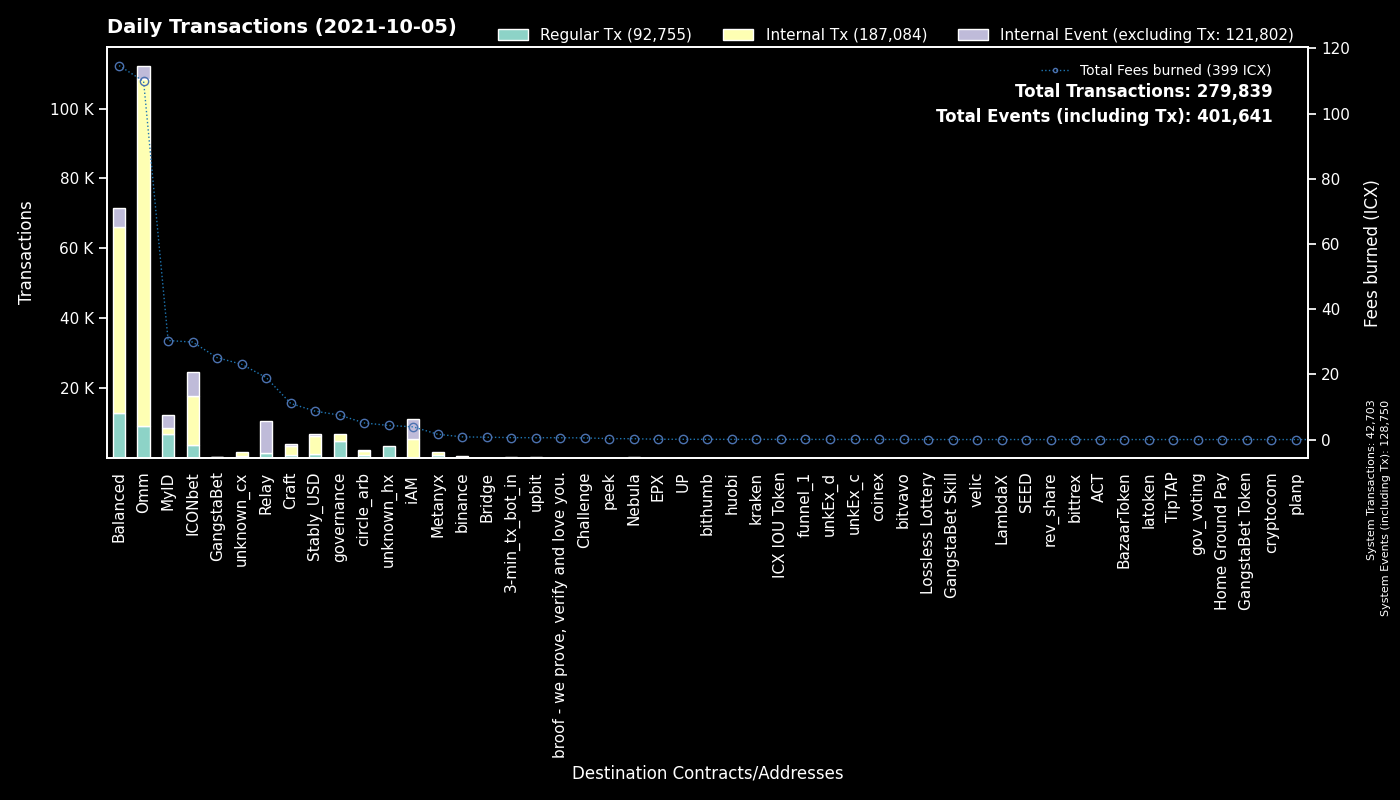 Daily Transactions (2021-10-05)
Regular Tx (92,755)
Internal Tx (187,084)
Internal Event (excluding Tx: 121,802)
Total Fees burned (399 ICX)
Total Transactions: 279,839
Total Events (including Tx): 401,641
Transactions
100 K
80 K
60 K
40 K
20 K
120
100
80
60
40
20
0
Fees burned (ICX)
System Transactions: 42,703
System Events (including Tx): 128,750
Balanced
Omm
MyID
ICONbet
GangstaBet
unknown_cx
Relay
Craft
Stably_USD
governance
circle_arb
unknown_hx
iAM
Metanyx
binance
Bridge
3-min_tx_bot_in
upbit
broof - we prove, verify and love you.
Challenge
peek
Nebula
EPX
UP
bithumb
huobi
kraken
ICX IOU Token
funnel_1
unkEx_d
unkEx_c
coinex
bitvavo
Lossless Lottery
GangstaBet Skill
velic
LambdaX
SEED
rev_share
bittrex
ACT
BazaarToken
latoken
TipTAP
gov_voting
Home Ground Pay
GangstaBet Token
cryptocom
planp
Destination Contracts/Addresses